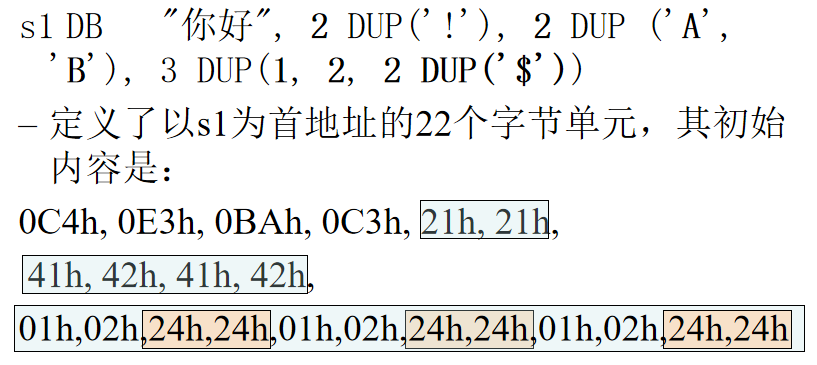 s1 DB "你好", 2 DUP('!'), 2 DUP ('A',
'B'), 3 DUP(1, 2, 2 DUP('$'))
– 定义了以s1为首地址的22个字节单元，其初始
内容是：
0C4h, 0E3h, 0BAh, 0C3h, 21h, 21h,
41h, 42h, 41h, 42h,
01h,02h,24h,24h,01h,02h,24h,24h,01h,02h,24h,24h